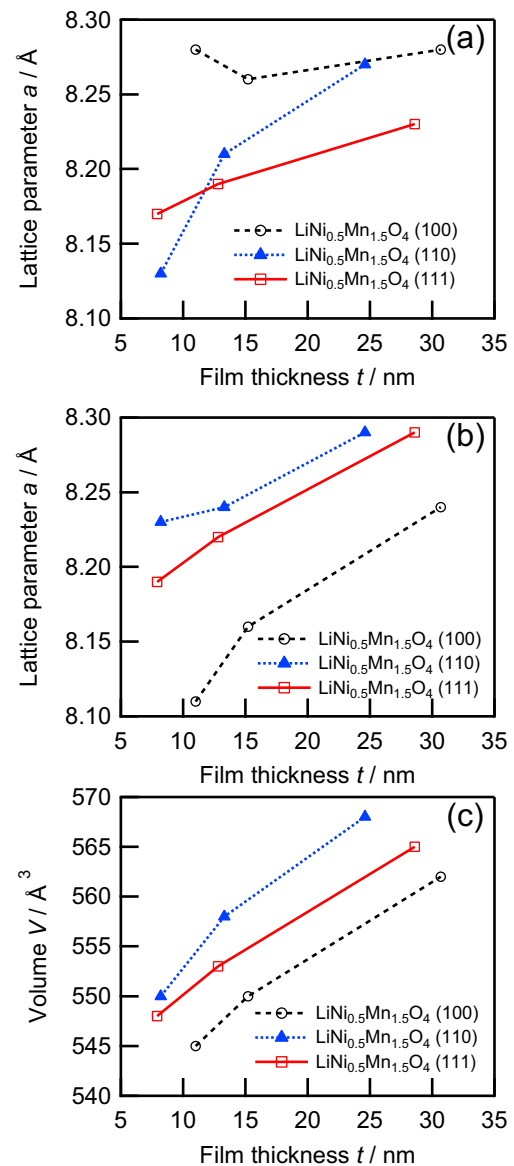 (a)
8.30
8.25
8.20
8.15
8.10
Lattice parameter a / Å
LiNi0.5Mn1.5O4 (100)
LiNi0.5Mn1.5O4 (110)
LiNi0.5Mn1.5O4 (111)
5 10 15 20 25 30 35
Film thickness t / nm
(b)
8.30
8.25
8.20
8.15
8.10
Lattice parameter a / Å
LiNi0.5Mn1.5O4 (100)
LiNi0.5Mn1.5O4 (110)
LiNi0.5Mn1.5O4 (111)
5 10 15 20 25 30 35
Film thickness t / nm
(c)
570
565
560
555
550
545
540
Volume V / Å3
LiNi0.5Mn1.5O4 (100)
LiNi0.5Mn1.5O4 (110)
LiNi0.5Mn1.5O4 (111)
5 10 15 20 25 30 35
Film thickness t / nm